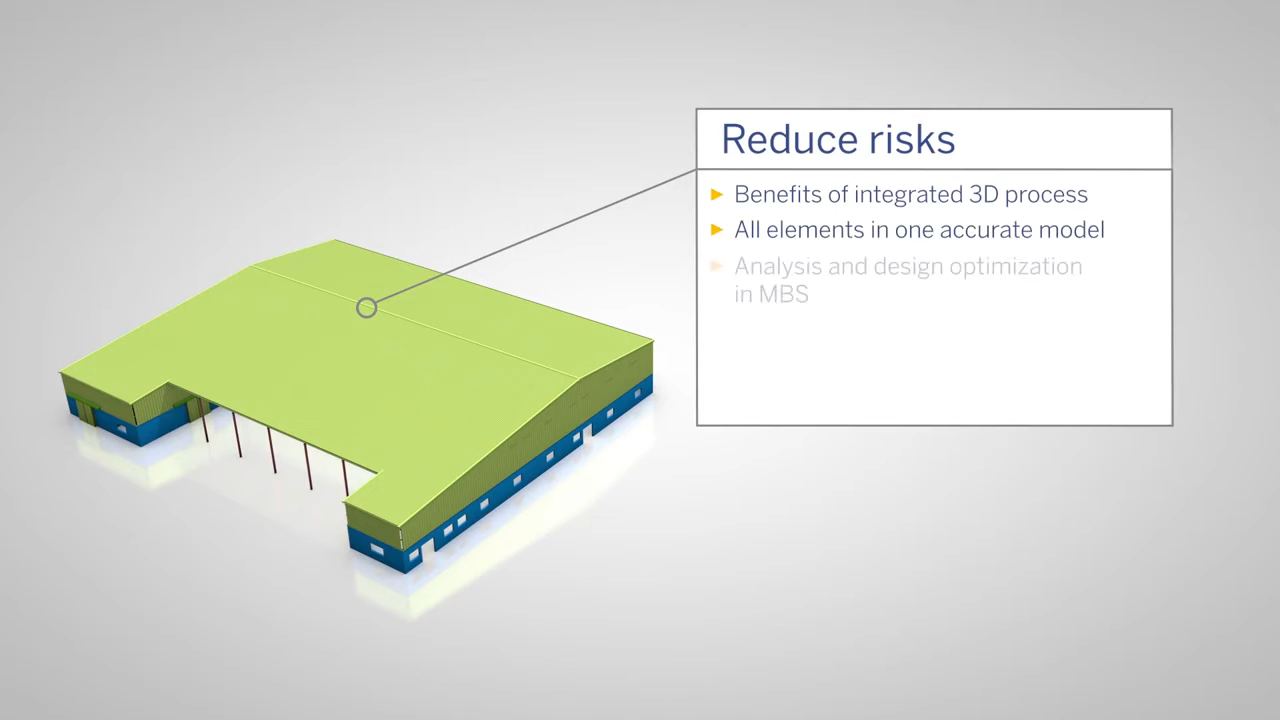 Reduce risks
Benefits of integrated 3D process
All elements in one accurate model
Analysis and design optimization
in MBS